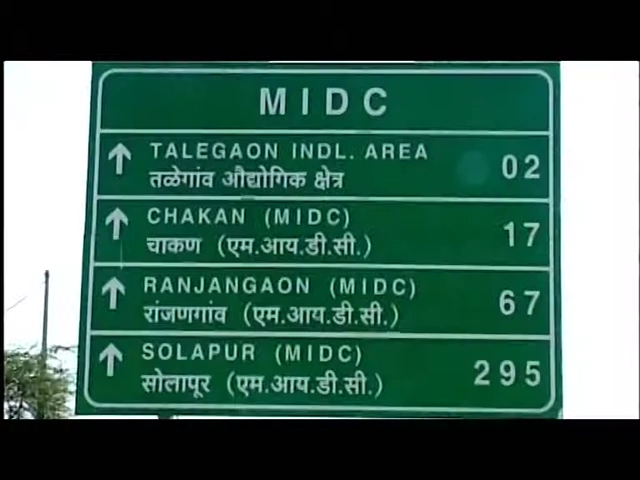 MIDC
↑ TALEGAON INDL. AREA 02
तळेगांव औद्योगिक क्षेत्र
↑ CHAKAN (MIDC) 17
चाकण (एम.आय.डी.सी.)
↑ RANJANGAON (MIDC) 67
रांजणगांव (एम.आय.डी.सी.)
↑ SOLAPUR (MIDC) 295
सोलापूर (एम.आय.डी.सी.)